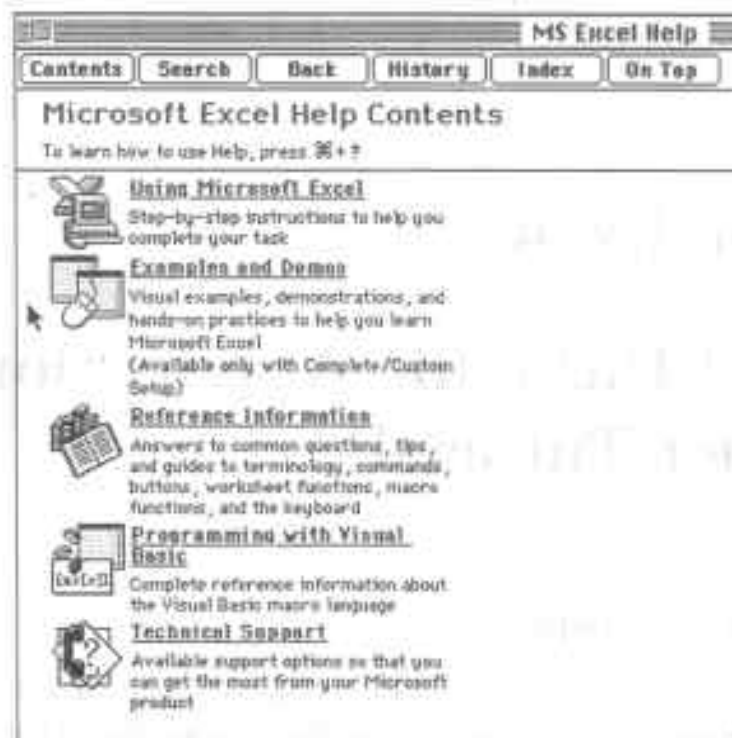 MS Excel Help
Contents Search Back History Index On Top
Microsoft Excel Help Contents
To learn how to use Help, press ⌘+?
Using Microsoft Excel
Step-by-step instructions to help you
complete your task
Examples and Demos
Visual examples, demonstrations, and
hands-on practices to help you learn
Microsoft Excel
(Available only with Complete/Custom
Setup)
Reference Information
Answers to common questions, tips,
and guides to terminology, commands,
buttons, worksheet functions, macro
functions, and the keyboard
Programming with Visual
Basic
Complete reference information about
the Visual Basic macro language
Technical Support
?
Available support options so that you
can get the most from your Microsoft
product